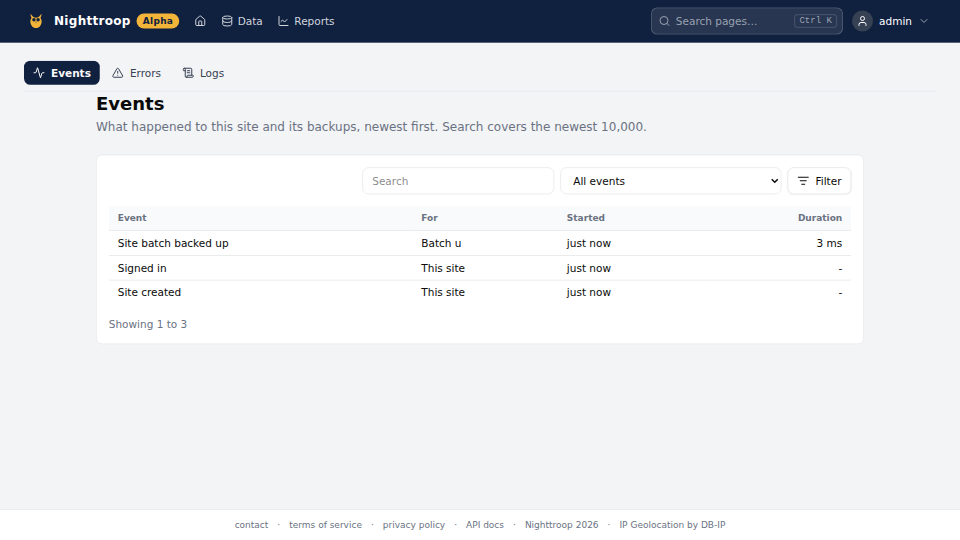 Nighttroop Alpha Data Reports Search pages... Ctrl K admin
Events Errors Logs
Events
What happened to this site and its backups, newest first. Search covers the newest 10,000.
Search All events Filter
Event For Started Duration
Site batch backed up Batch u just now 3 ms
Signed in This site just now -
Site created This site just now -
Showing 1 to 3
contact · terms of service · privacy policy · API docs · Nighttroop 2026 · IP Geolocation by DB-IP